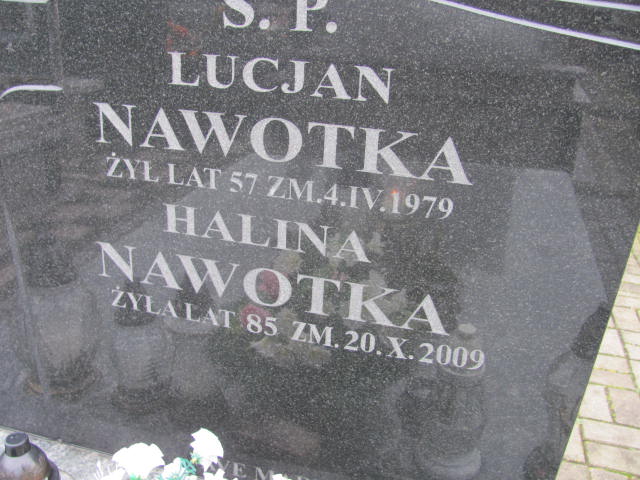 Ś.P.
LUCJAN
NAWOTKA
ŻYŁ LAT 57 ZM.4.IV.1979
HALINA
NAWOTKA
ŻYŁA LAT 85 ZM.20.X.2009